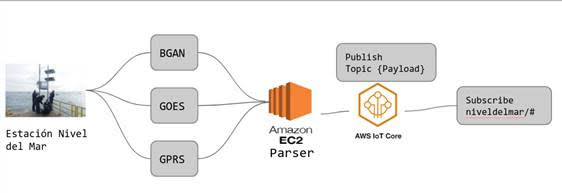 BGAN
GOES
GPRS
Estación Nivel
del Mar
Amazon
EC2
Parser
Publish
Topic {Payload}
AWS IoT Core
Subscribe
niveldelmar/#